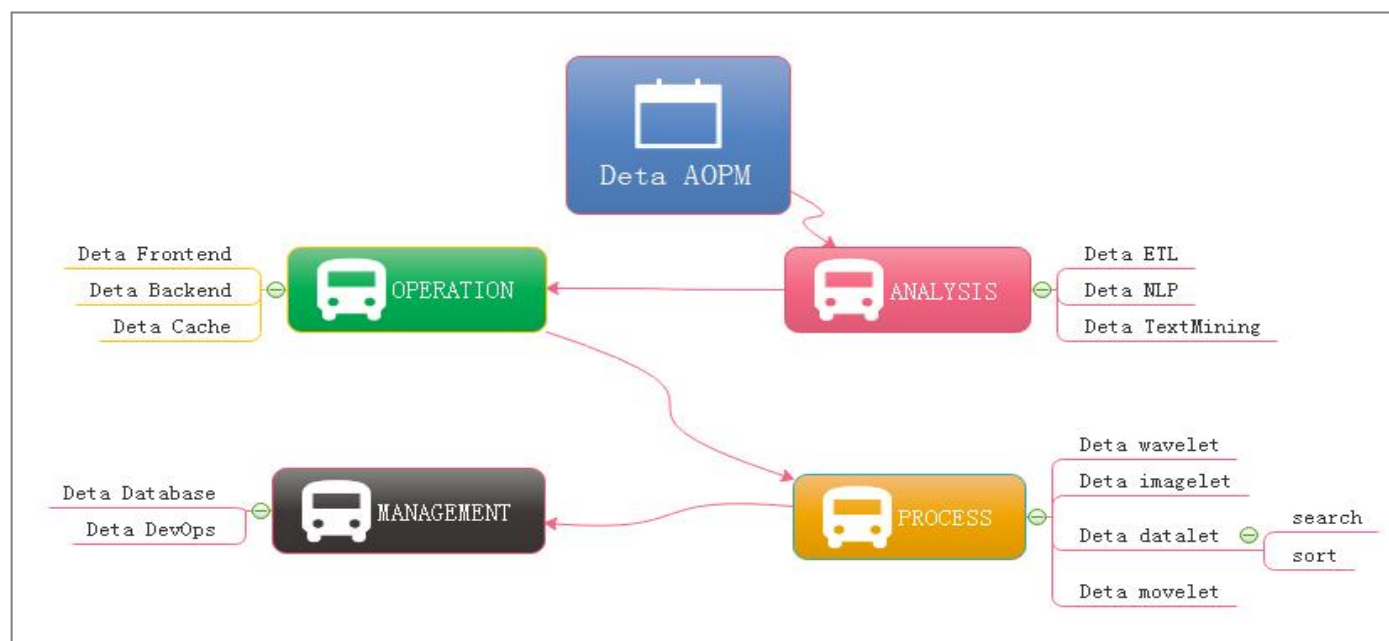 Deta AOPM
Deta Frontend
Deta Backend
Deta Cache
OPERATION
ANALYSIS
Deta ETL
Deta NLP
Deta TextMining
Deta Database
Deta DevOps
MANAGEMENT
PROCESS
Deta wavelet
Deta imagelet
Deta datalet
search
sort
Deta movelet